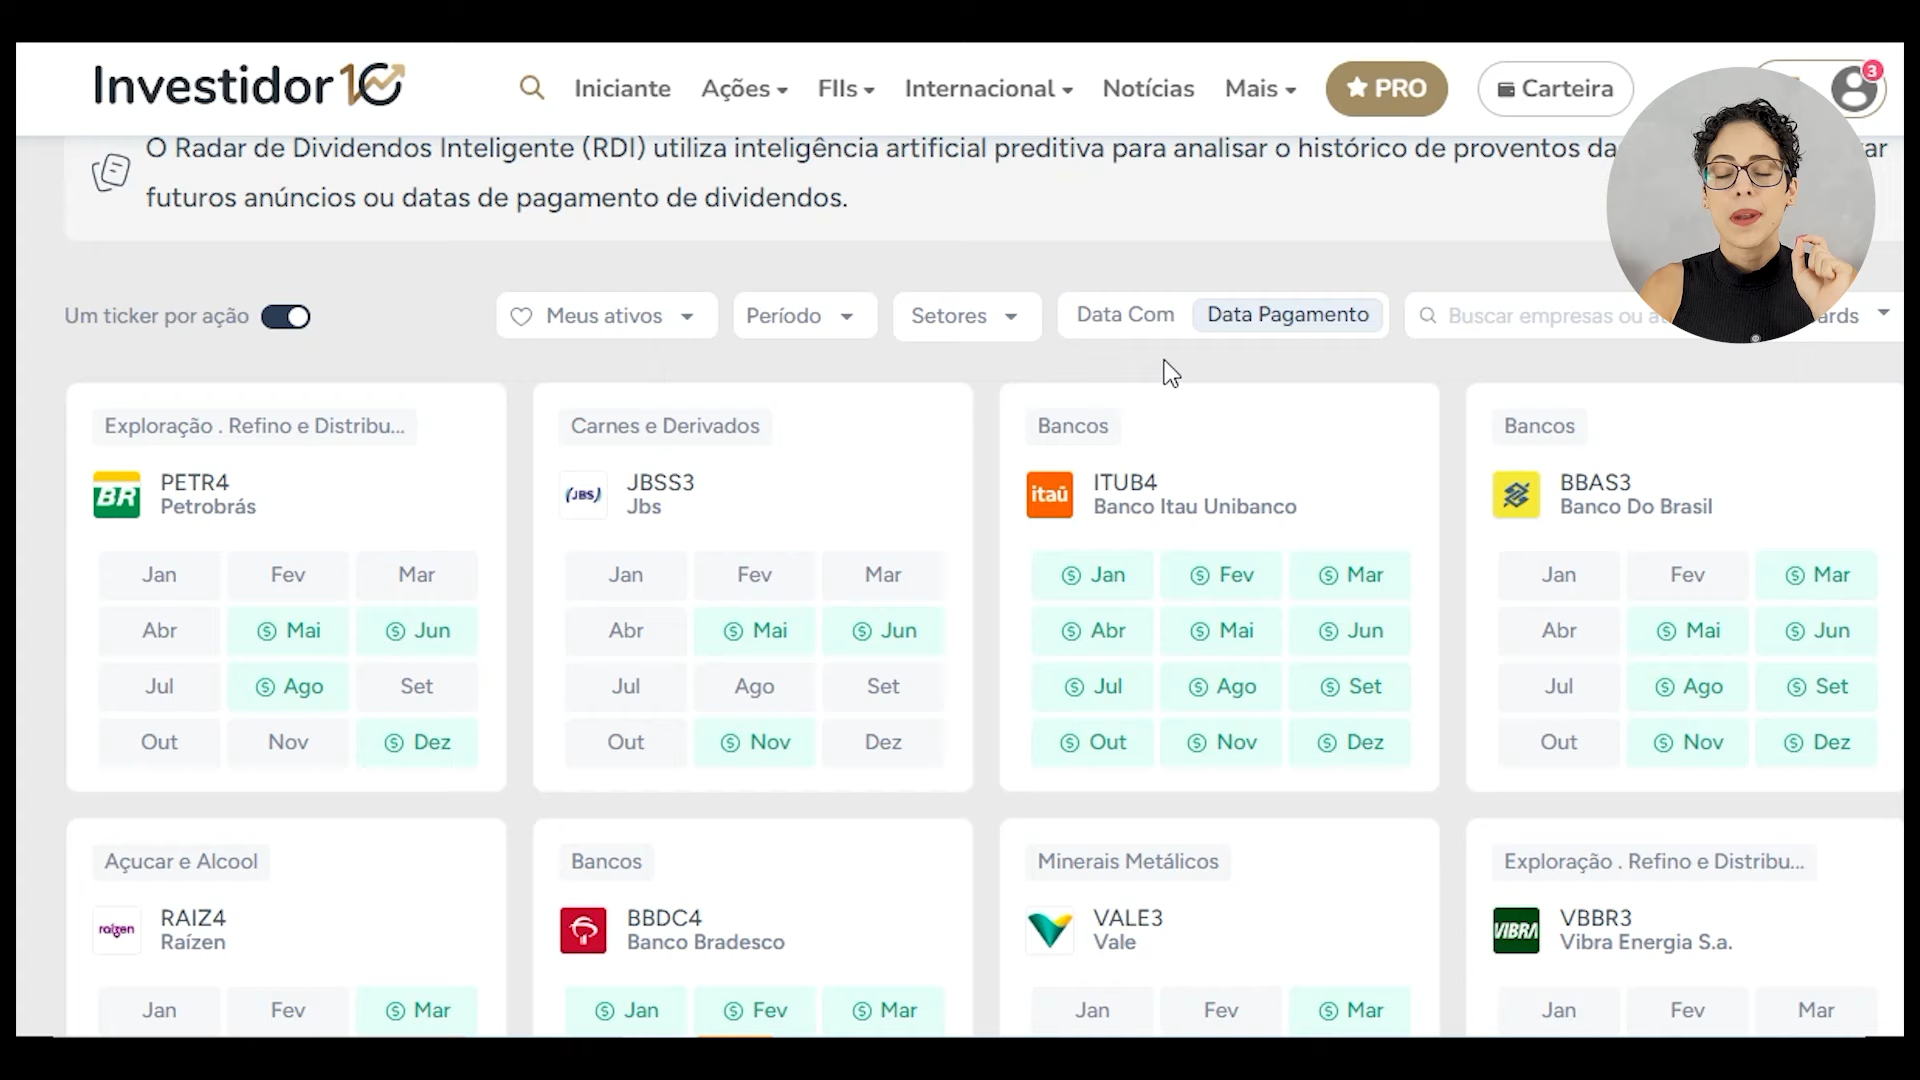 Investidor 10
Iniciante
Ações
FIIs
Internacional
Notícias
Mais
PRO
Carteira
3
O Radar de Dividendos Inteligente (RDI) utiliza inteligência artificial preditiva para analisar o histórico de proventos
futuros anúncios ou datas de pagamento de dividendos.
Um ticker por ação
Meus ativos
Período
Setores
Data Com
Data Pagamento
Buscar empresas ou
Exploração . Refino e Distribu...
BR
PETR4
Petrobrás
Jan Fev Mar
Abr Mai Jun
Jul Ago Set
Out Nov Dez
Carnes e Derivados
JBS
JBSS3
Jbs
Jan Fev Mar
Abr Mai Jun
Jul Ago Set
Out Nov Dez
Bancos
itaú
ITUB4
Banco Itau Unibanco
Jan Fev Mar
Abr Mai Jun
Jul Ago Set
Out Nov Dez
Bancos
BBAS3
Banco Do Brasil
Jan Fev Mar
Abr Mai Jun
Jul Ago Set
Out Nov Dez
Açucar e Alcool
raízen
RAIZ4
Raízen
Jan Fev Mar
Bancos
BBDC4
Banco Bradesco
Jan Fev Mar
Minerais Metálicos
VALE3
Vale
Jan Fev Mar
Exploração . Refino e Distribu...
VIBRA
VBBR3
Vibra Energia S.a.
Jan Fev Mar